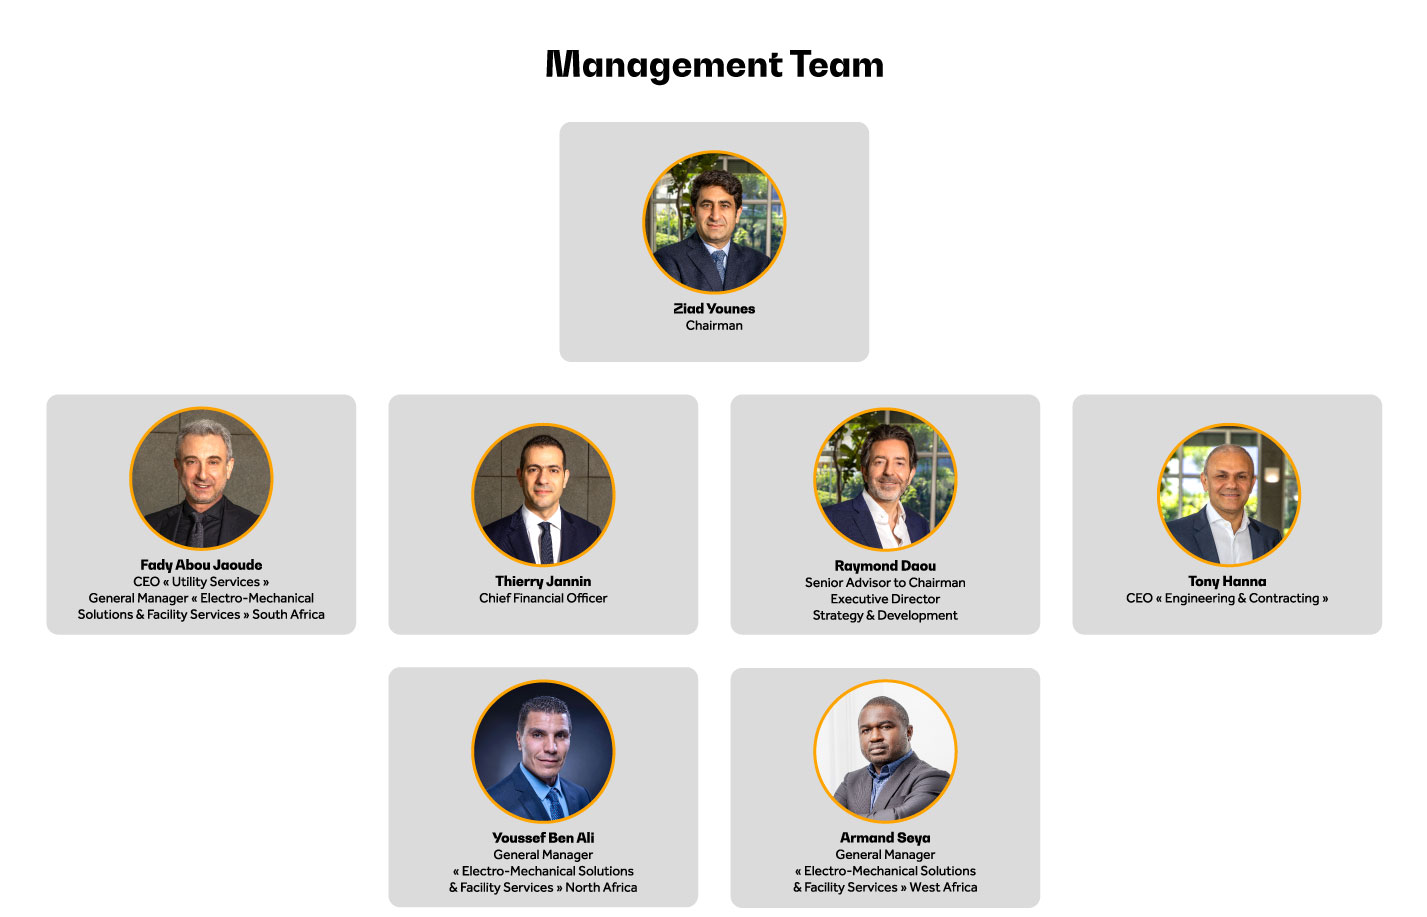 Management Team
Ziad Younes
Chairman
Fady Abou Jaoude
CEO « Utility Services »
General Manager « Electro-Mechanical
Solutions & Facility Services » South Africa
Thierry Jannin
Chief Financial Officer
Raymond Daou
Senior Advisor to Chairman
Executive Director
Strategy & Development
Tony Hanna
CEO « Engineering & Contracting »
Youssef Ben Ali
General Manager
« Electro-Mechanical Solutions
& Facility Services » North Africa
Armand Seya
General Manager
« Electro-Mechanical Solutions
& Facility Services » West Africa